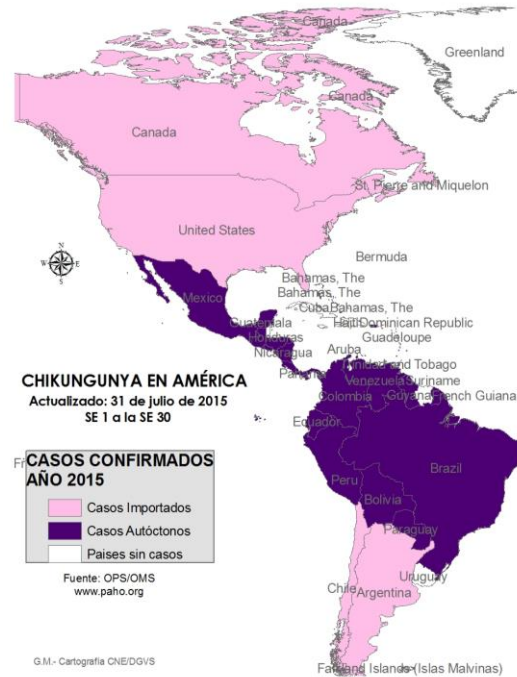 Canada
Greenland
Canada
Canada
St. Pierre and Miquelon
United States
Bermuda
Bahamas, The
Mexico
Bahamas, The
Cuba Bahamas, The
Guatemala
Dominican Republic
Honduras
Guadeloupe
Nicaragua
Aruba
Trinidad and Tobago
CHIKUNGUNYA EN AMÉRICA
Venezuela Suriname
Actualizado: 31 de julio de 2015
Colombia
Guyana French Guiana
SE 1 a la SE 30
Ecuador
CASOS CONFIRMADOS
AÑO 2015
Brazil
Peru
Casos Importados
Bolivia
Casos Autóctonos
Paraguay
Paises sin casos
Uruguay
Fuente: OPS/OMS
Chile
Argentina
www.paho.org
G.M.- Cartografía CNE/DGVS
Islands (Islas Malvinas)